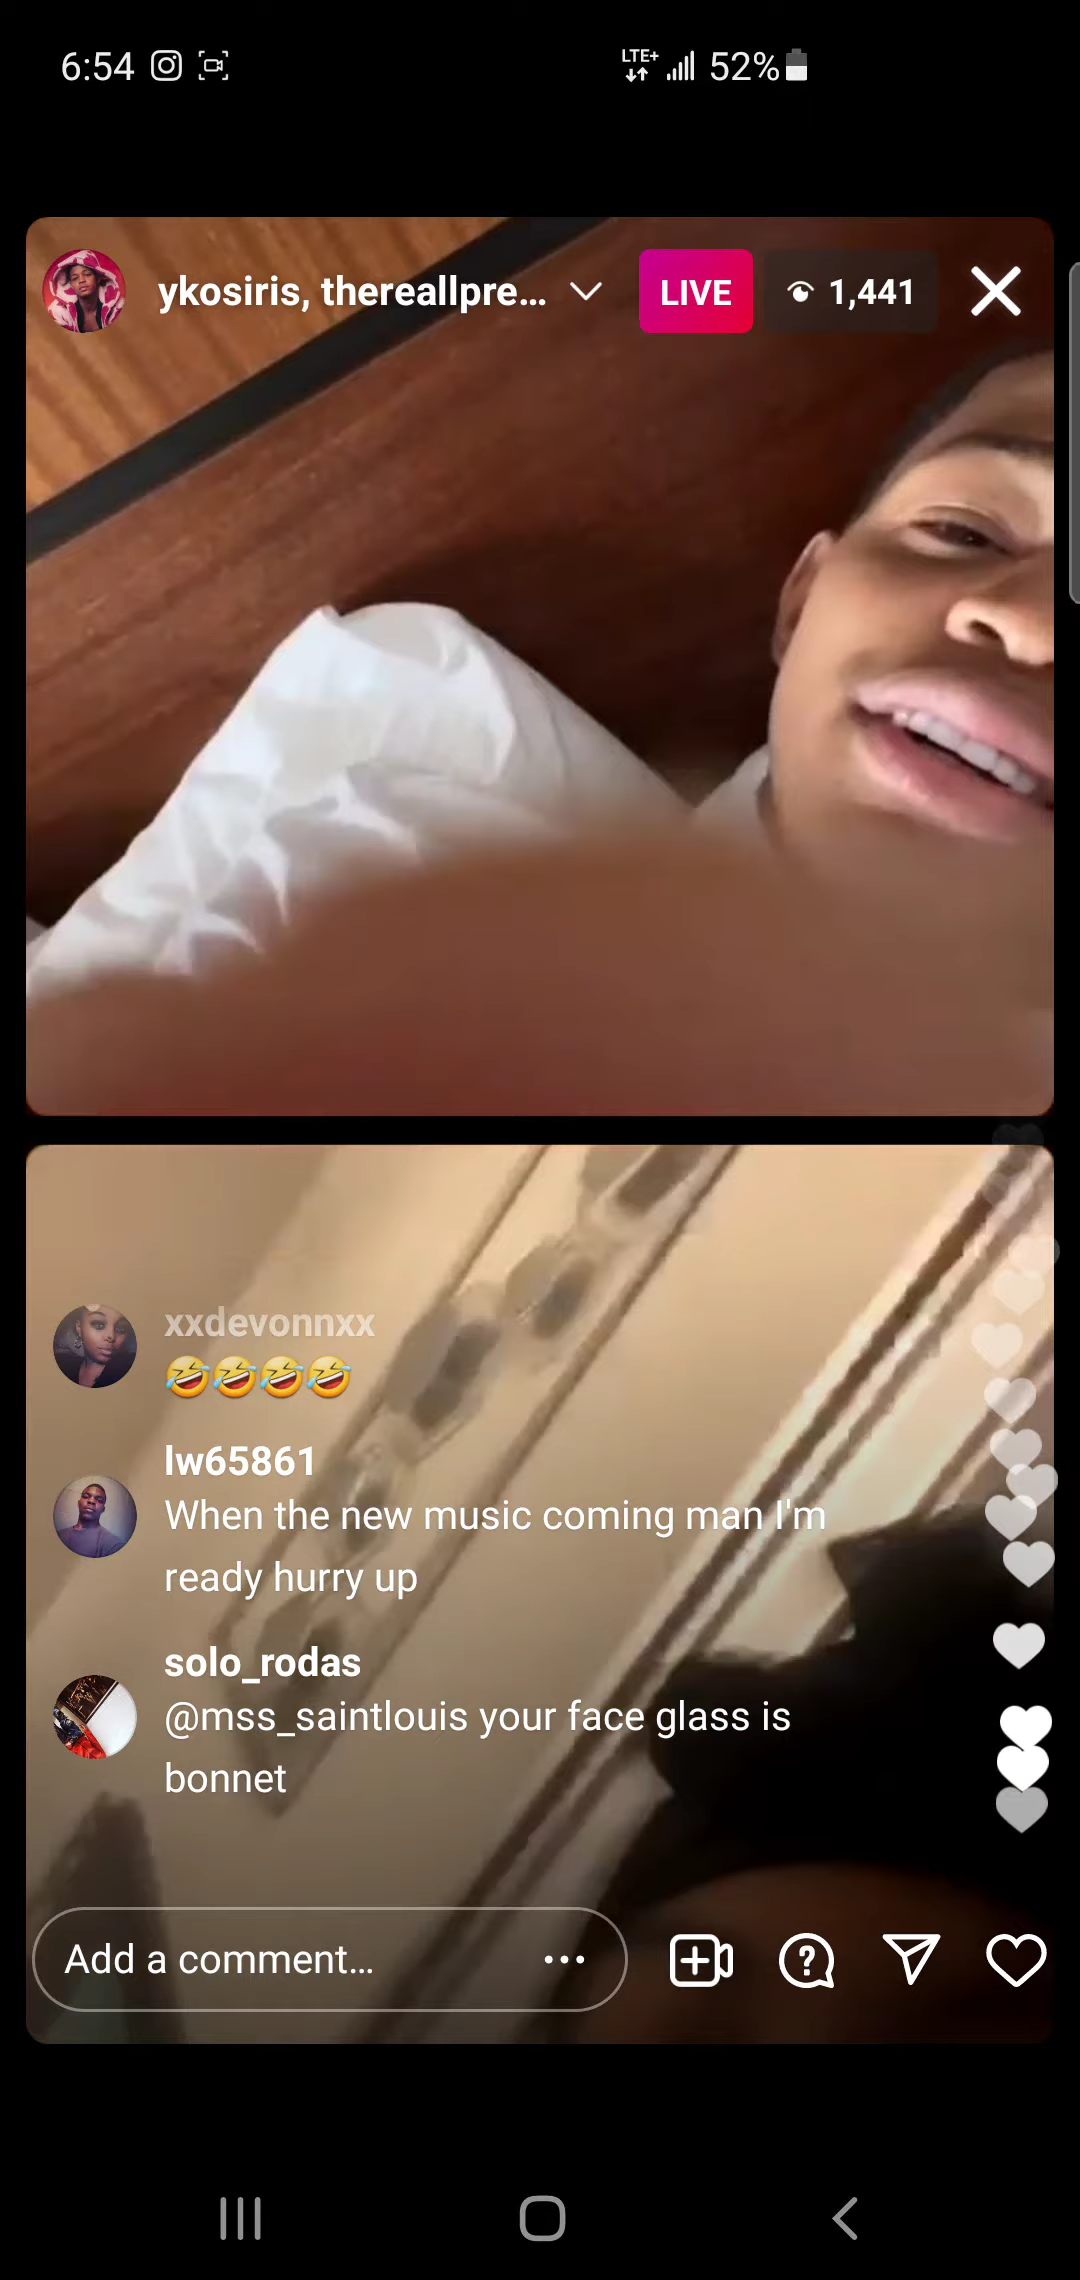 6:54
LTE+
52%
ykosiris, thereallpre...
LIVE
1,441
xxdevonnxx
🤣🤣🤣🤣
lw65861
When the new music coming man I'm
ready hurry up
solo_rodas
@mss_saintlouis your face glass is
bonnet
Add a comment...